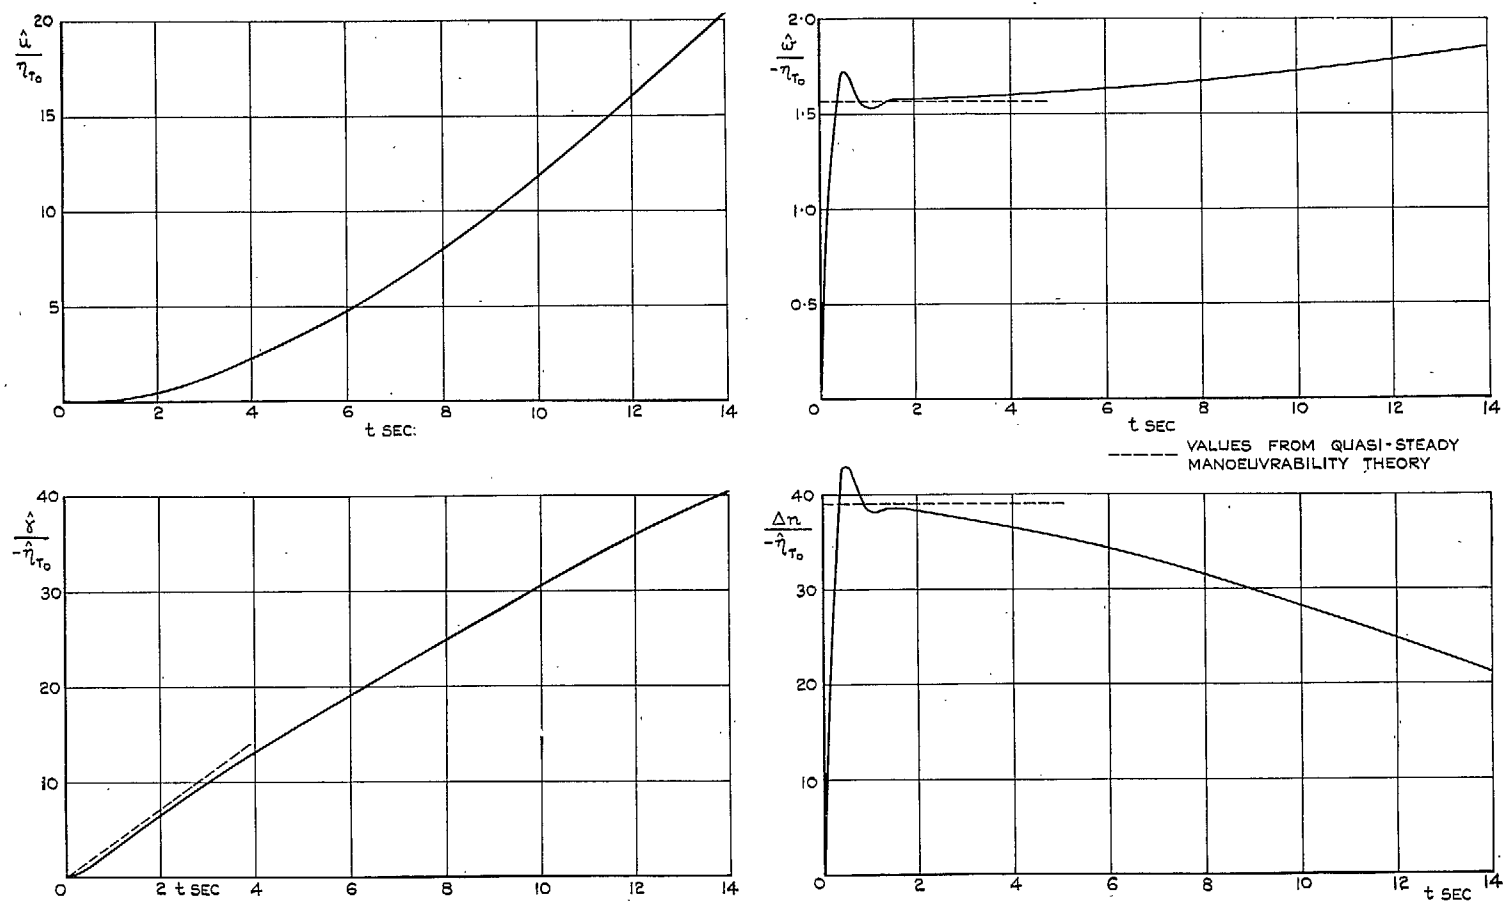 20
û
η_T₀
15
10
5
0 2 4 6 8 10 12 14
t SEC:
2·0
ŵ
-η_T₀
1·5
1·0
0·5
0 2 4 6 8 10 12 14
t SEC
VALUES FROM QUASI-STEADY
MANOEUVRABILITY THEORY
40
γ̂
-η̂_T₀
30
20
10
0 2 t SEC 4 6 8 10 12 14
40
Δn
-η̂_T₀
30
20
10
0 2 4 6 8 10 12 t SEC 14